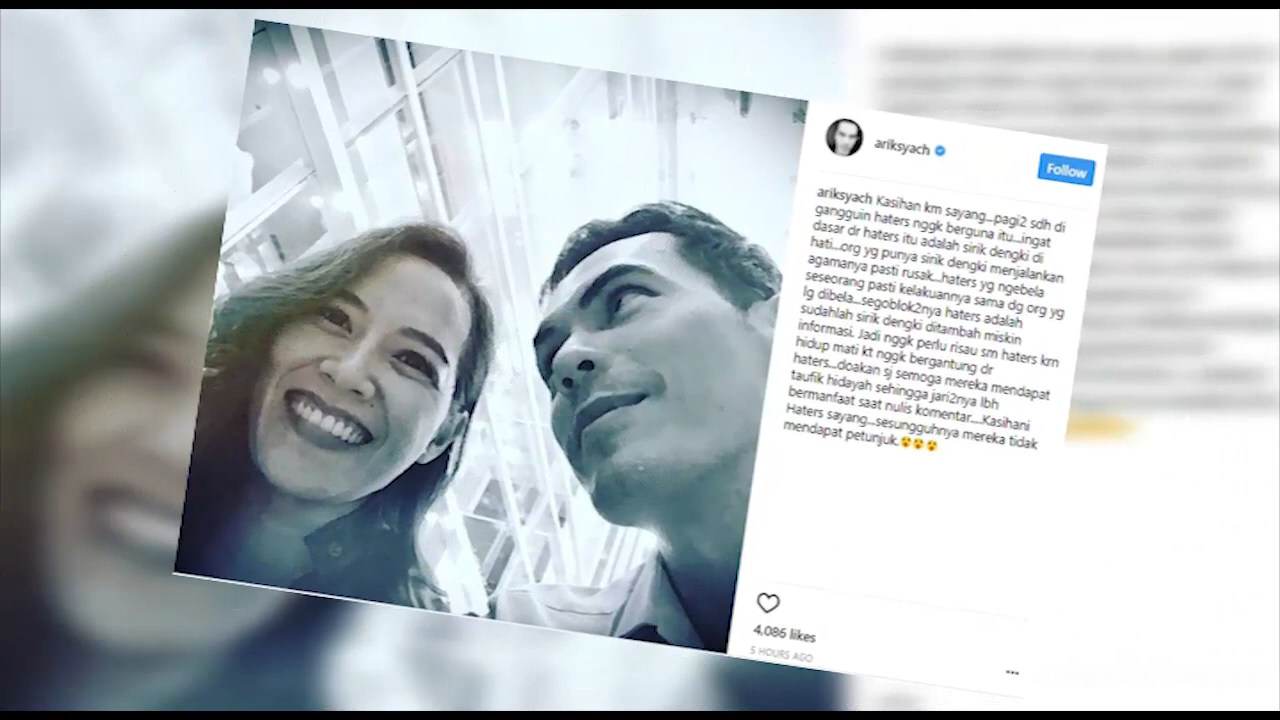 ariksyach
Follow
ariksyach Kasihan km sayang...pagi2 sdh di
gangguin haters nggk berguna itu...ingat
dasar dr haters itu adalah sirik dengki di
hati...org yg punya sirik dengki menjalankan
agamanya pasti rusak...haters yg ngebela
seseorang pasti kelakuannya sama dg org yg
lg dibela...segoblok2nya haters adalah
sudahlah sirik dengki ditambah miskin
informasi. Jadi nggk perlu risau sm haters krn
hidup mati kt nggk bergantung dr
haters...doakan sj semoga mereka mendapat
taufik hidayah sehingga jari2nya lbh
bermanfaat saat nulis komentar....Kasihani
Haters sayang...sesungguhnya mereka tidak
mendapat petunjuk.😲😲😲
4,086 likes
5 HOURS AGO